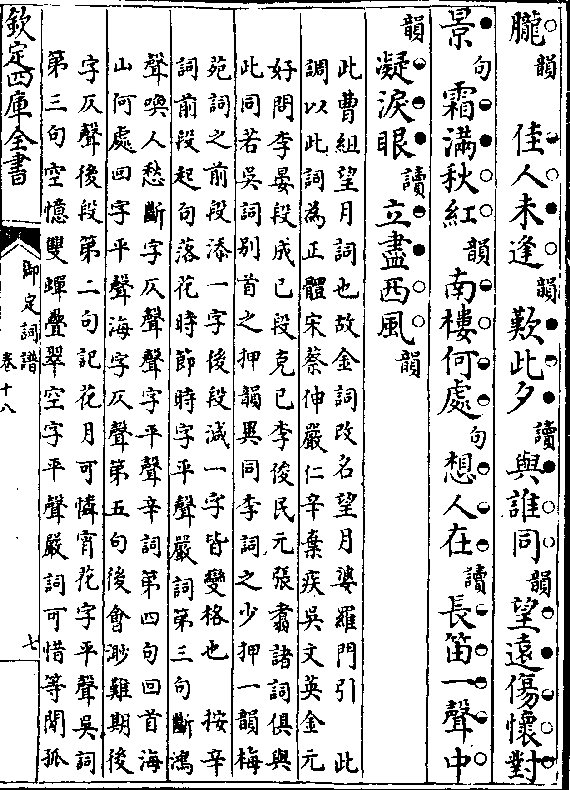 朧韻　佳人未逢韻歎此夕讀與誰同韻望遠傷懷對
景句霜滿秋紅韻南樓何處句想人在讀長笛一聲中
韻凝淚眼讀立盡西風韻
此曹組望月詞也故金詞改名望月婆羅門引　此
調以此詞為正體宋蔡伸嚴仁辛棄疾吳文英金元
好問李晏段成已段克已李俊民元張翥諸詞俱與
此同若吳詞別首之押韻異同李詞之少押一韻梅
苑詞之前段添一字後段減一字皆變格也　按辛
詞前段起句落花時節時字平聲嚴詞第三句斷鴻
聲喚人愁斷字仄聲聲字平聲辛詞第四句回首海
山何處回字平聲海字仄聲第五句後會渺難期後
字仄聲後段第二句記花月可憐宵花字平聲吳詞
第三句空憶雙蟬疊翠空字平聲嚴詞可惜等閒孤
欽定四庫全書
御定詞譜
卷十八
七